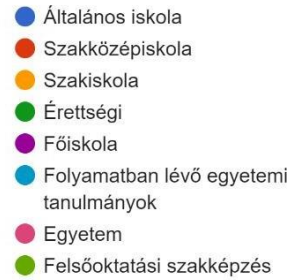 Általános iskola
Szakközépiskola
Szakiskola
Érettségi
Főiskola
Folyamatban lévő egyetemi
tanulmányok
Egyetem
Felsőoktatási szakképzés